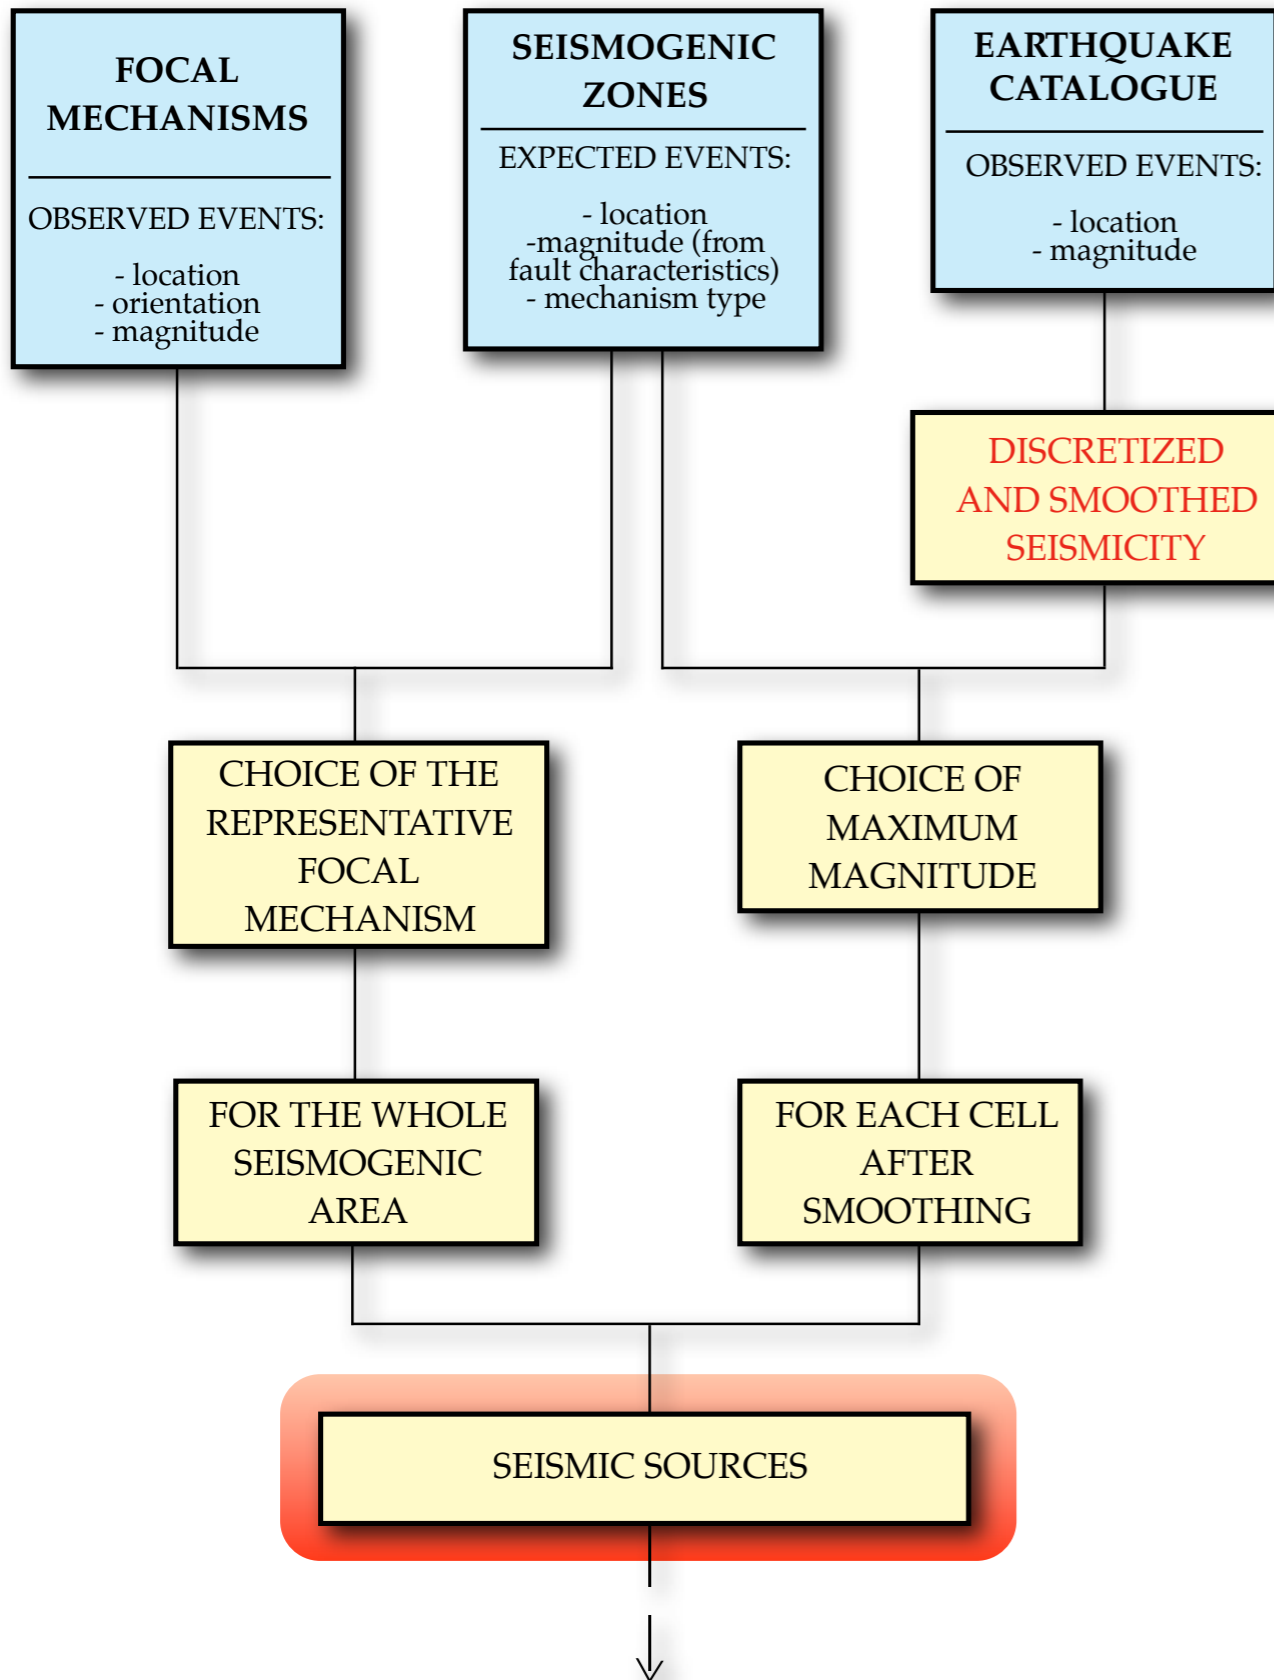 FOCAL
MECHANISMS
OBSERVED EVENTS:
- location
- orientation
- magnitude
SEISMOGENIC
ZONES
EXPECTED EVENTS:
- location
-magnitude (from
fault characteristics)
- mechanism type
EARTHQUAKE
CATALOGUE
OBSERVED EVENTS:
- location
- magnitude
DISCRETIZED
AND SMOOTHED
SEISMICITY
CHOICE OF THE
REPRESENTATIVE
FOCAL
MECHANISM
CHOICE OF
MAXIMUM
MAGNITUDE
FOR THE WHOLE
SEISMOGENIC
AREA
FOR EACH CELL
AFTER
SMOOTHING
SEISMIC SOURCES